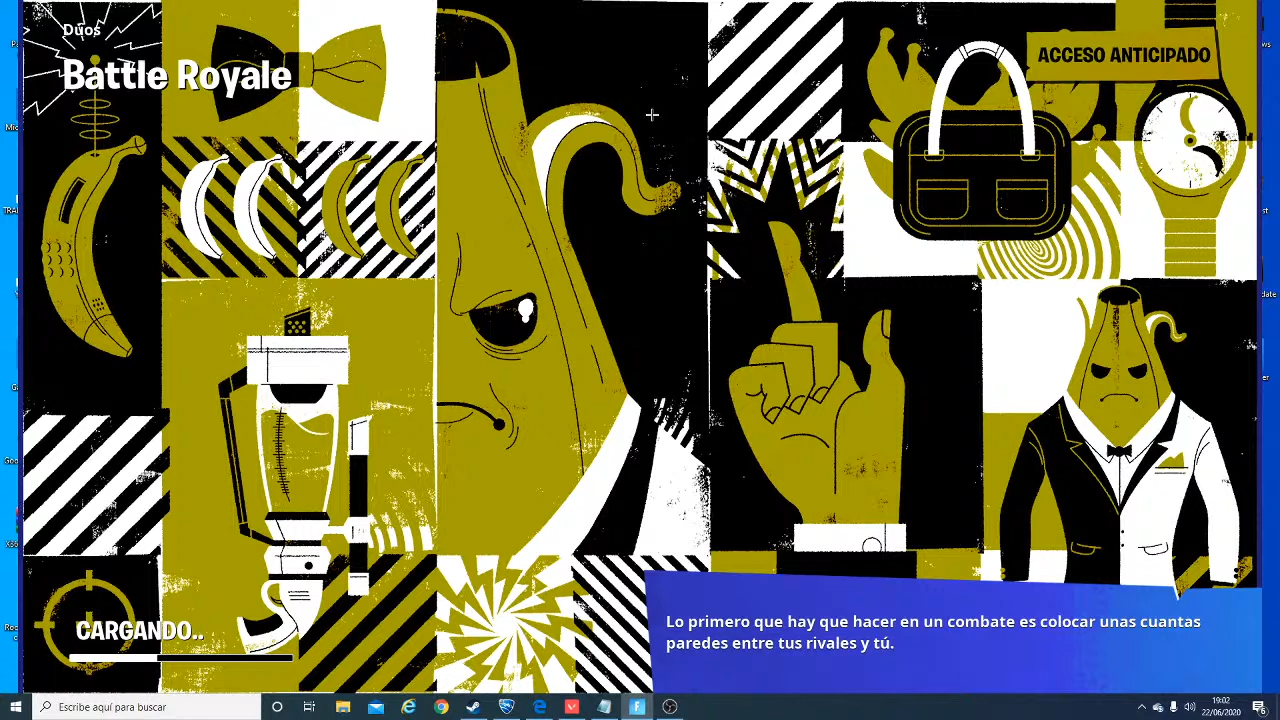 Dúos
Battle Royale
ACCESO ANTICIPADO
CARGANDO..
Lo primero que hay que hacer en un combate es colocar unas cuantas
paredes entre tus rivales y tú.
Escribe aquí para buscar
19:02
22/06/2020